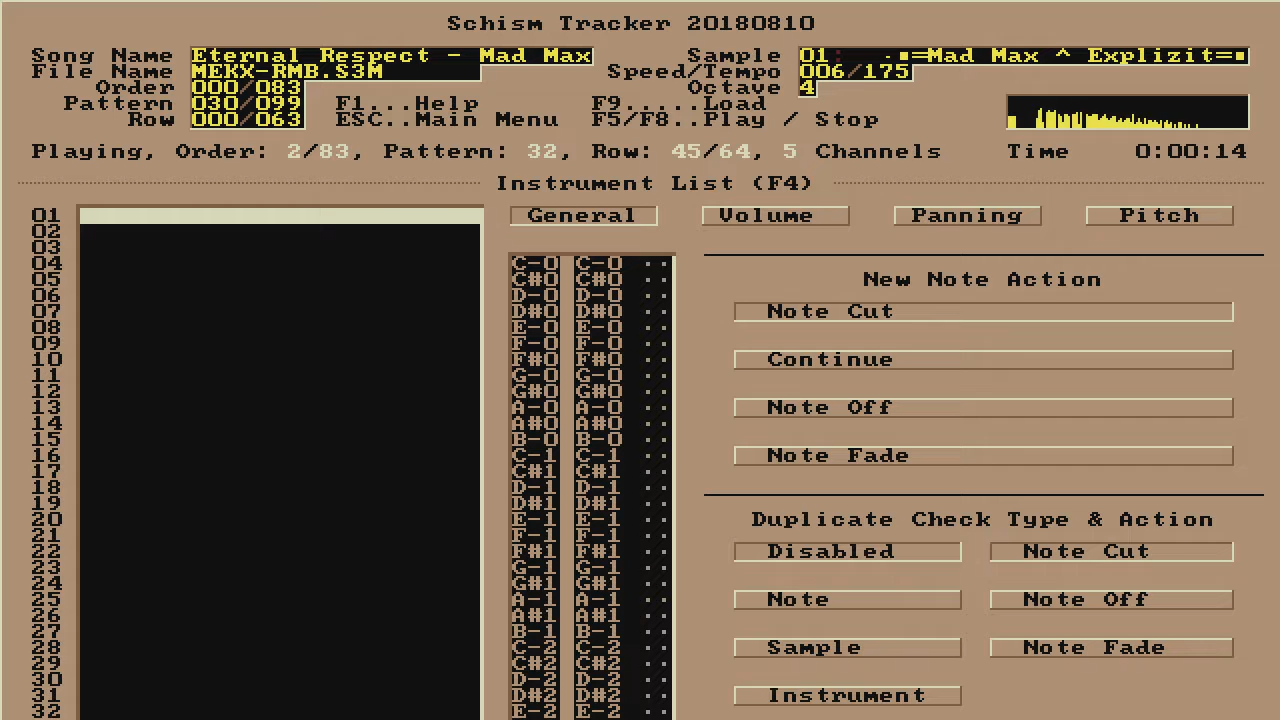 Schism Tracker 20180810
Song Name Eternal Respect - Mad Max Sample 01: .▪=Mad Max ^ Explizit=▪
File Name MEKX-RMB.S3M Speed/Tempo 006/175
Order 000/083 Octave 4
Pattern 030/099 F1...Help F9.....Load
Row 000/063 ESC..Main Menu F5/F8..Play / Stop
Playing, Order: 2/83, Pattern: 32, Row: 45/64, 5 Channels Time 0:00:14
Instrument List (F4)
01 General Volume Panning Pitch
02
03
04 C-0 C-0 ··
05 C#0 C#0 ·· New Note Action
06 D-0 D-0 ··
07 D#0 D#0 ·· Note Cut
08 E-0 E-0 ··
09 F-0 F-0 ··
10 F#0 F#0 ·· Continue
11 G-0 G-0 ··
12 G#0 G#0 ··
13 A-0 A-0 ·· Note Off
14 A#0 A#0 ··
15 B-0 B-0 ··
16 C-1 C-1 ·· Note Fade
17 C#1 C#1 ··
18 D-1 D-1 ··
19 D#1 D#1 ··
20 E-1 E-1 ·· Duplicate Check Type & Action
21 F-1 F-1 ··
22 F#1 F#1 ·· Disabled Note Cut
23 G-1 G-1 ··
24 G#1 G#1 ··
25 A-1 A-1 ·· Note Note Off
26 A#1 A#1 ··
27 B-1 B-1 ··
28 C-2 C-2 ·· Sample Note Fade
29 C#2 C#2 ··
30 D-2 D-2 ··
31 D#2 D#2 ·· Instrument
32 E-2 E-2 ··